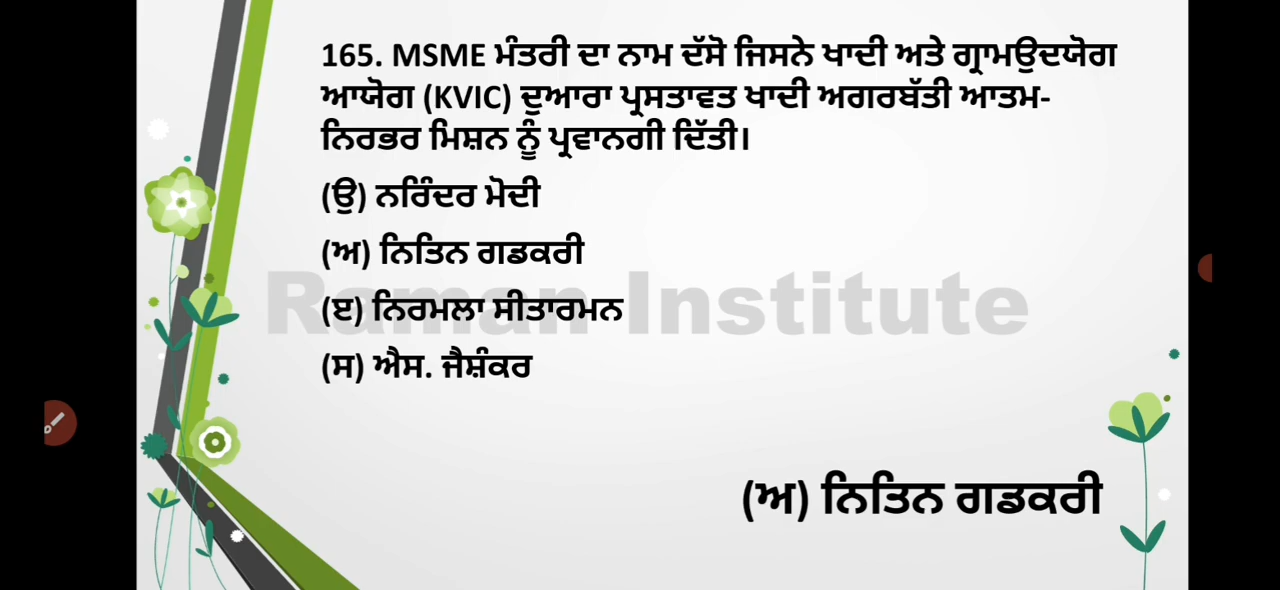 165. MSME ਮੰਤਰੀ ਦਾ ਨਾਮ ਦੱਸੋ ਜਿਸਨੇ ਖਾਦੀ ਅਤੇ ਗ੍ਰਾਮਉਦਯੋਗ
ਆਯੋਗ (KVIC) ਦੁਆਰਾ ਪ੍ਰਸਤਾਵਤ ਖਾਦੀ ਅਗਰਬੱਤੀ ਆਤਮ-
ਨਿਰਭਰ ਮਿਸ਼ਨ ਨੂੰ ਪ੍ਰਵਾਨਗੀ ਦਿੱਤੀ।
(ੳ) ਨਰਿੰਦਰ ਮੋਦੀ
(ਅ) ਨਿਤਿਨ ਗਡਕਰੀ
Raman Institute
(ੲ) ਨਿਰਮਲਾ ਸੀਤਾਰਮਨ
(ਸ) ਐਸ. ਜੈਸ਼ੰਕਰ
(ਅ) ਨਿਤਿਨ ਗਡਕਰੀ